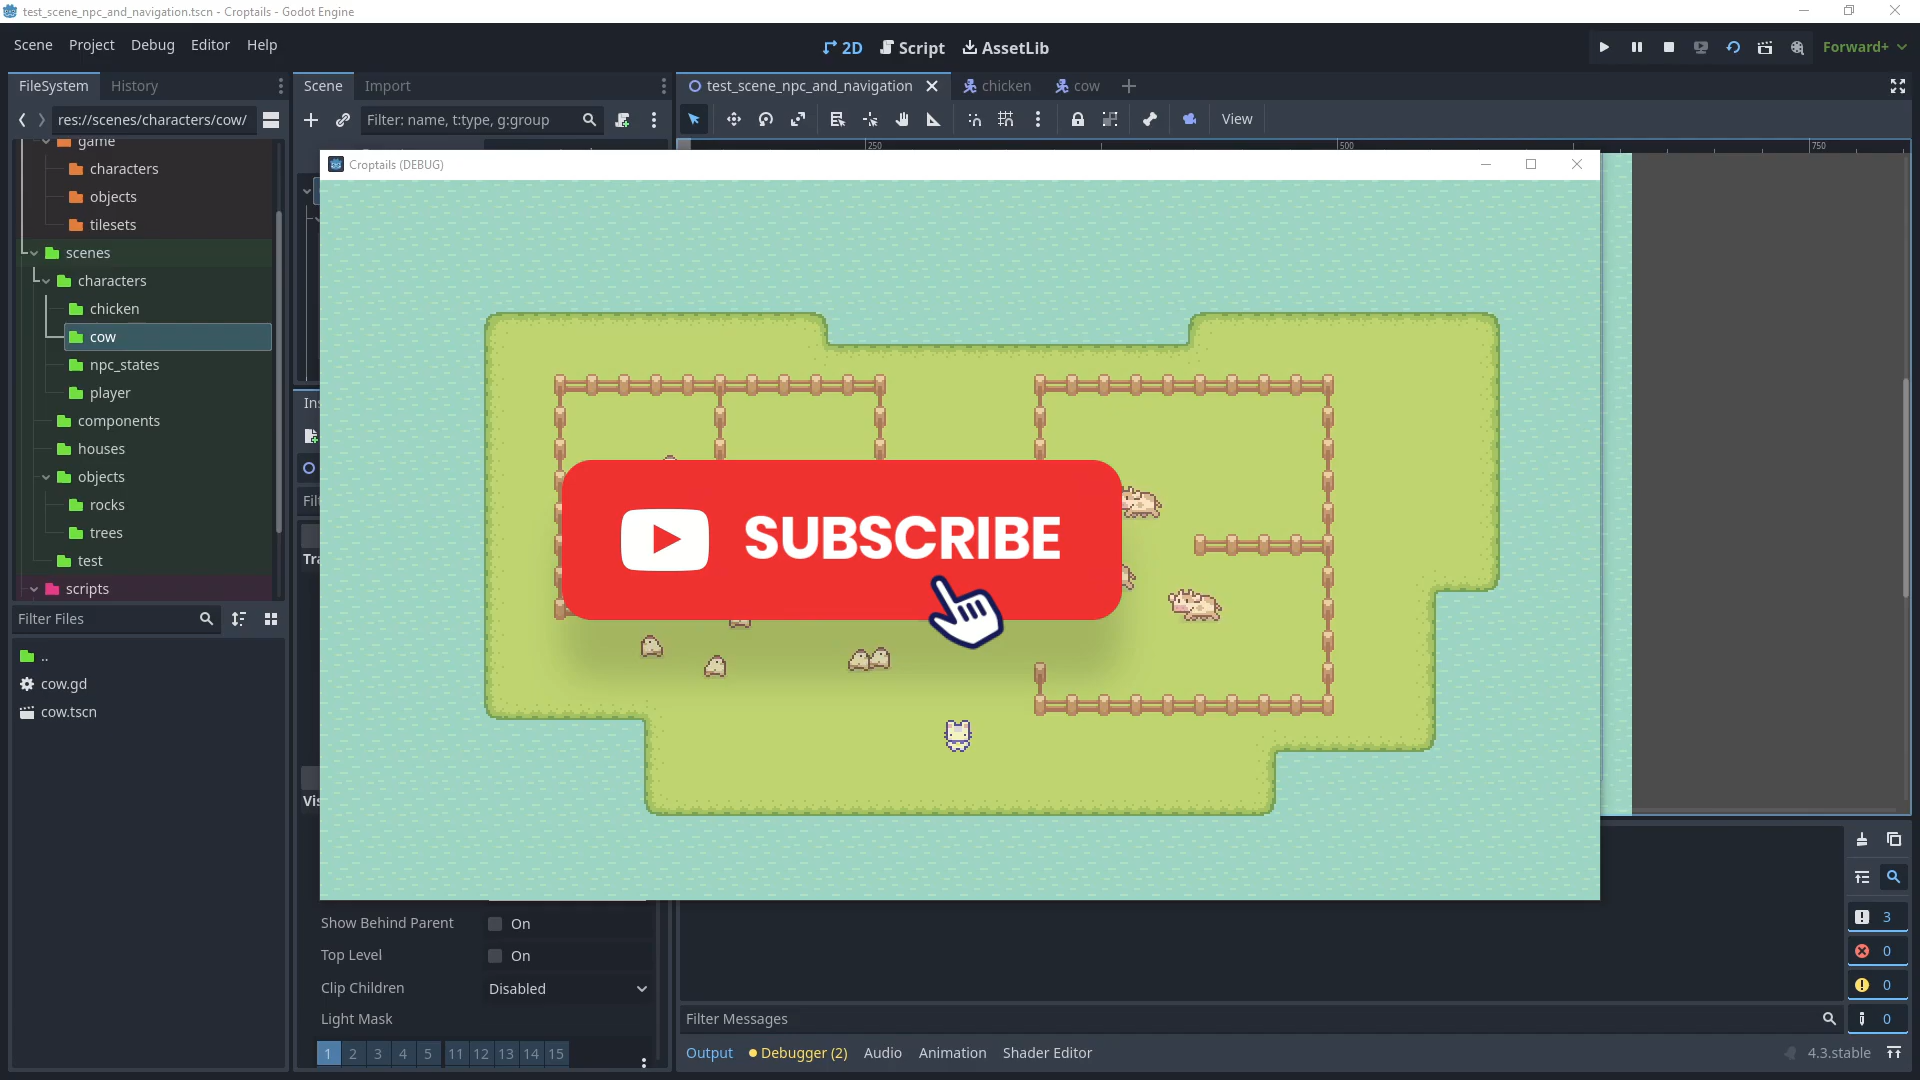 test_scene_npc_and_navigation.tscn - Croptails - Godot Engine
Scene Project Debug Editor Help
2D Script AssetLib
Forward+
FileSystem History
Scene Import
test_scene_npc_and_navigation chicken cow
res://scenes/characters/cow/
Filter: name, t:type, g:group
View
250 500 750
game
characters
objects
tilesets
scenes
characters
chicken
cow
npc_states
player
components
houses
objects
rocks
trees
test
scripts
Filter Files
..
cow.gd
cow.tscn
Croptails (DEBUG)
SUBSCRIBE
Show Behind Parent On
Top Level On
Clip Children Disabled
Light Mask
1 2 3 4 5 11 12 13 14 15
3
0
0
0
Filter Messages
Output Debugger (2) Audio Animation Shader Editor
4.3.stable